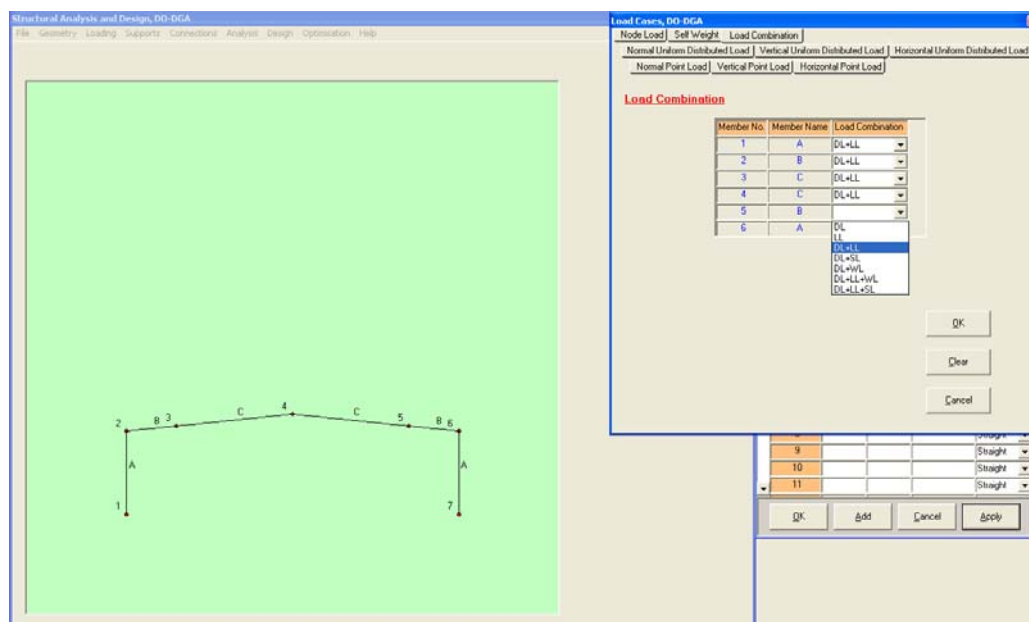 Structural Analysis and Design, DO-DGA
File Geometry Loading Supports Connections Analysis Design Optimisation Help
2 B 3 C 4 C 5 B 6
A A
1 7
Load Cases, DO-DGA
Node Load Self Weight Load Combination
Normal Uniform Distributed Load Vertical Uniform Distributed Load Horizontal Uniform Distributed Load
Normal Point Load Vertical Point Load Horizontal Point Load
Load Combination
Member No. Member Name Load Combination
1 A DL+LL
2 B DL+LL
3 C DL+LL
4 C DL+LL
5 B
6 A
DL
LL
DL+LL
DL+SL
DL+WL
DL+LL+WL
DL+LL+SL
OK
Clear
Cancel
Straight
9 Straight
10 Straight
11 Straight
OK Add Cancel Apply